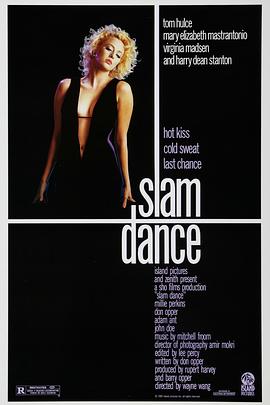 tom hulce
mary elizabeth mastrantonio
virginia madsen
and harry dean stanton
hot kiss
cold sweat
last chance
slam
dance
island pictures
and zenith present
a sho films production
"slam dance"
millie perkins
don opper
adam ant
john doe
music by mitchell froom
director of photography amir mokri
edited by lee percy
written by don opper
produced by rupert harvey
and barry opper
directed by wayne wang
R
RESTRICTED
ISLAND
PICTURES